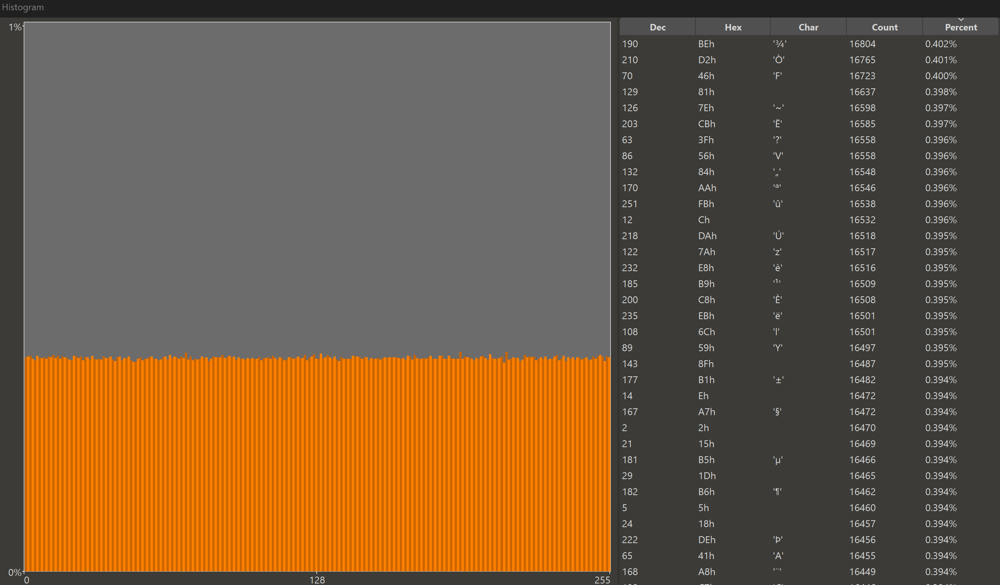 Histogram
1%
0%
0 128 255
Dec Hex Char Count Percent
190 BEh '¾' 16804 0.402%
210 D2h 'Ò' 16765 0.401%
70 46h 'F' 16723 0.400%
129 81h 16637 0.398%
126 7Eh '~' 16598 0.397%
203 CBh 'Ë' 16585 0.397%
63 3Fh '?' 16558 0.396%
86 56h 'V' 16558 0.396%
132 84h '„' 16548 0.396%
170 AAh 'ª' 16546 0.396%
251 FBh 'û' 16538 0.396%
12 Ch 16532 0.396%
218 DAh 'Ú' 16518 0.395%
122 7Ah 'z' 16517 0.395%
232 E8h 'è' 16516 0.395%
185 B9h '¹' 16509 0.395%
200 C8h 'È' 16508 0.395%
235 EBh 'ë' 16501 0.395%
108 6Ch 'l' 16501 0.395%
89 59h 'Y' 16497 0.395%
143 8Fh 16487 0.395%
177 B1h '±' 16482 0.394%
14 Eh 16472 0.394%
167 A7h '§' 16472 0.394%
2 2h 16470 0.394%
21 15h 16469 0.394%
181 B5h 'µ' 16466 0.394%
29 1Dh 16465 0.394%
182 B6h '¶' 16462 0.394%
5 5h 16460 0.394%
24 18h 16457 0.394%
222 DEh 'Þ' 16456 0.394%
65 41h 'A' 16455 0.394%
168 A8h '¨' 16449 0.394%